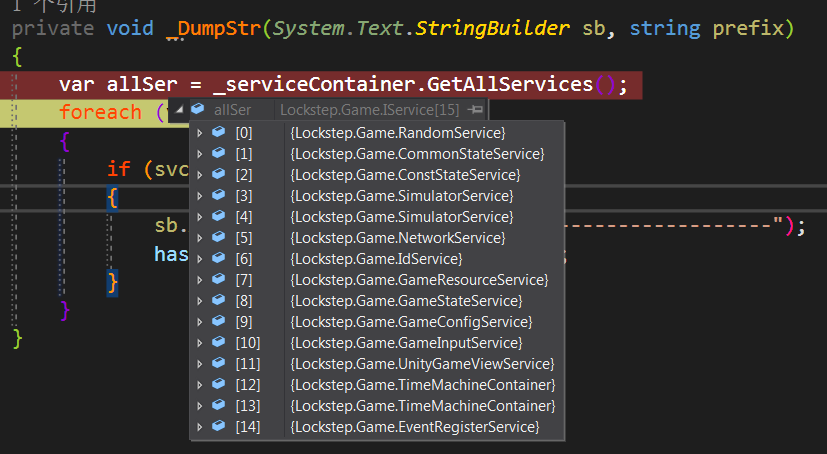 1 个引用
private void _DumpStr(System.Text.StringBuilder sb, string prefix)
{
var allSer = _serviceContainer.GetAllServices();
foreach (
allSer Lockstep.Game.IService[15]
[0] {Lockstep.Game.RandomService}
{
[1] {Lockstep.Game.CommonStateService}
if (svc
[2] {Lockstep.Game.ConstStateService}
{
[3] {Lockstep.Game.SimulatorService}
[4] {Lockstep.Game.SimulatorService}
sb. ------------------");
[5] {Lockstep.Game.NetworkService}
has [6] {Lockstep.Game.IdService} ;
}
[7] {Lockstep.Game.GameResourceService}
[8] {Lockstep.Game.GameStateService}
}
[9] {Lockstep.Game.GameConfigService}
}
[10] {Lockstep.Game.GameInputService}
[11] {Lockstep.Game.UnityGameViewService}
[12] {Lockstep.Game.TimeMachineContainer}
[13] {Lockstep.Game.TimeMachineContainer}
[14] {Lockstep.Game.EventRegisterService}